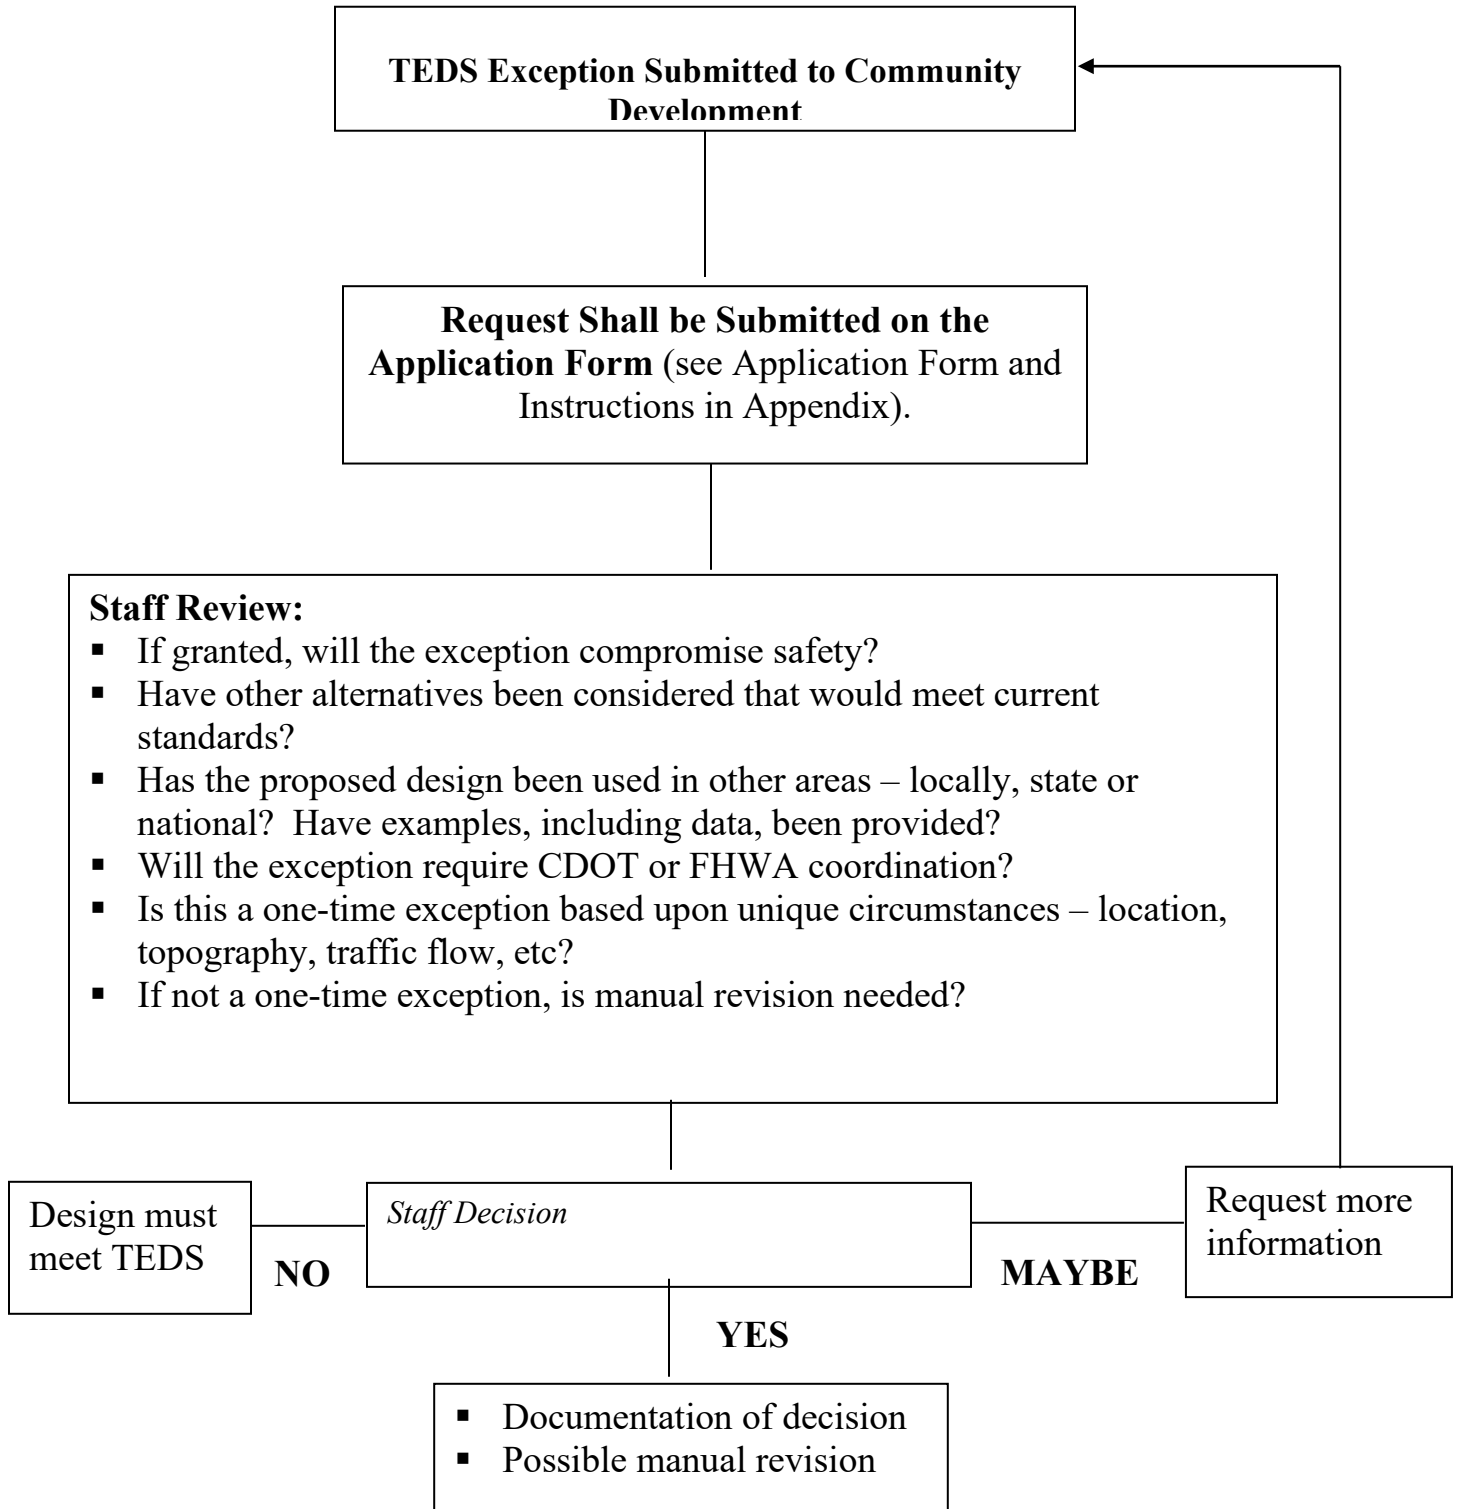 TEDS Exception Submitted to Community
Development
Request Shall be Submitted on the
Application Form (see Application Form and
Instructions in Appendix).
Staff Review:
▪ If granted, will the exception compromise safety?
▪ Have other alternatives been considered that would meet current
standards?
▪ Has the proposed design been used in other areas – locally, state or
national?  Have examples, including data, been provided?
▪ Will the exception require CDOT or FHWA coordination?
▪ Is this a one-time exception based upon unique circumstances – location,
topography, traffic flow, etc?
▪ If not a one-time exception, is manual revision needed?
Design must
meet TEDS
NO
Staff Decision
MAYBE
Request more
information
YES
▪ Documentation of decision
▪ Possible manual revision